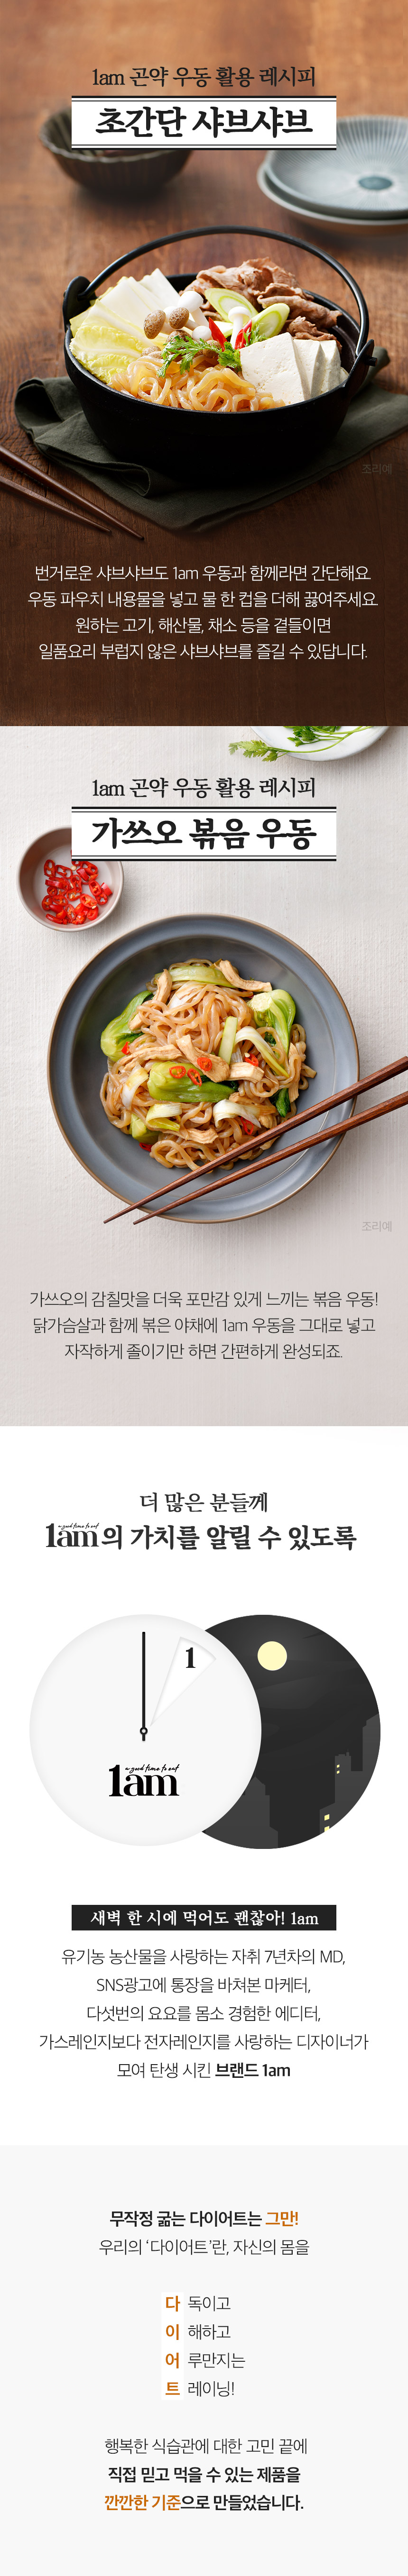 1am 곤약 우동 활용 레시피
초간단 샤브샤브
조리예
번거로운 샤브샤브도 1am 우동과 함께라면 간단해요.
우동 파우치 내용물을 넣고 물 한 컵을 더해 끓여주세요.
원하는 고기, 해산물, 채소 등을 곁들이면
일품요리 부럽지 않은 샤브샤브를 즐길 수 있답니다.
1am 곤약 우동 활용 레시피
가쓰오 볶음 우동
조리예
가쓰오의 감칠맛을 더욱 포만감 있게 느끼는 볶음 우동!
닭가슴살과 함께 볶은 야채에 1am 우동을 그대로 넣고
자작하게 졸이기만 하면 간편하게 완성되죠.
더 많은 분들께
a good time to eat
1am의 가치를 알릴 수 있도록
1
a good time to eat
1am
새벽 한 시에 먹어도 괜찮아! 1am
유기농 농산물을 사랑하는 자취 7년차의 MD,
SNS광고에 통장을 바쳐본 마케터,
다섯번의 요요를 몸소 경험한 에디터,
가스레인지보다 전자레인지를 사랑하는 디자이너가
모여 탄생 시킨 브랜드 1am
무작정 굶는 다이어트는 그만!
우리의 ‘다이어트’란, 자신의 몸을
다 독이고
이 해하고
어 루만지는
트 레이닝!
행복한 식습관에 대한 고민 끝에
직접 믿고 먹을 수 있는 제품을
깐깐한 기준으로 만들었습니다.